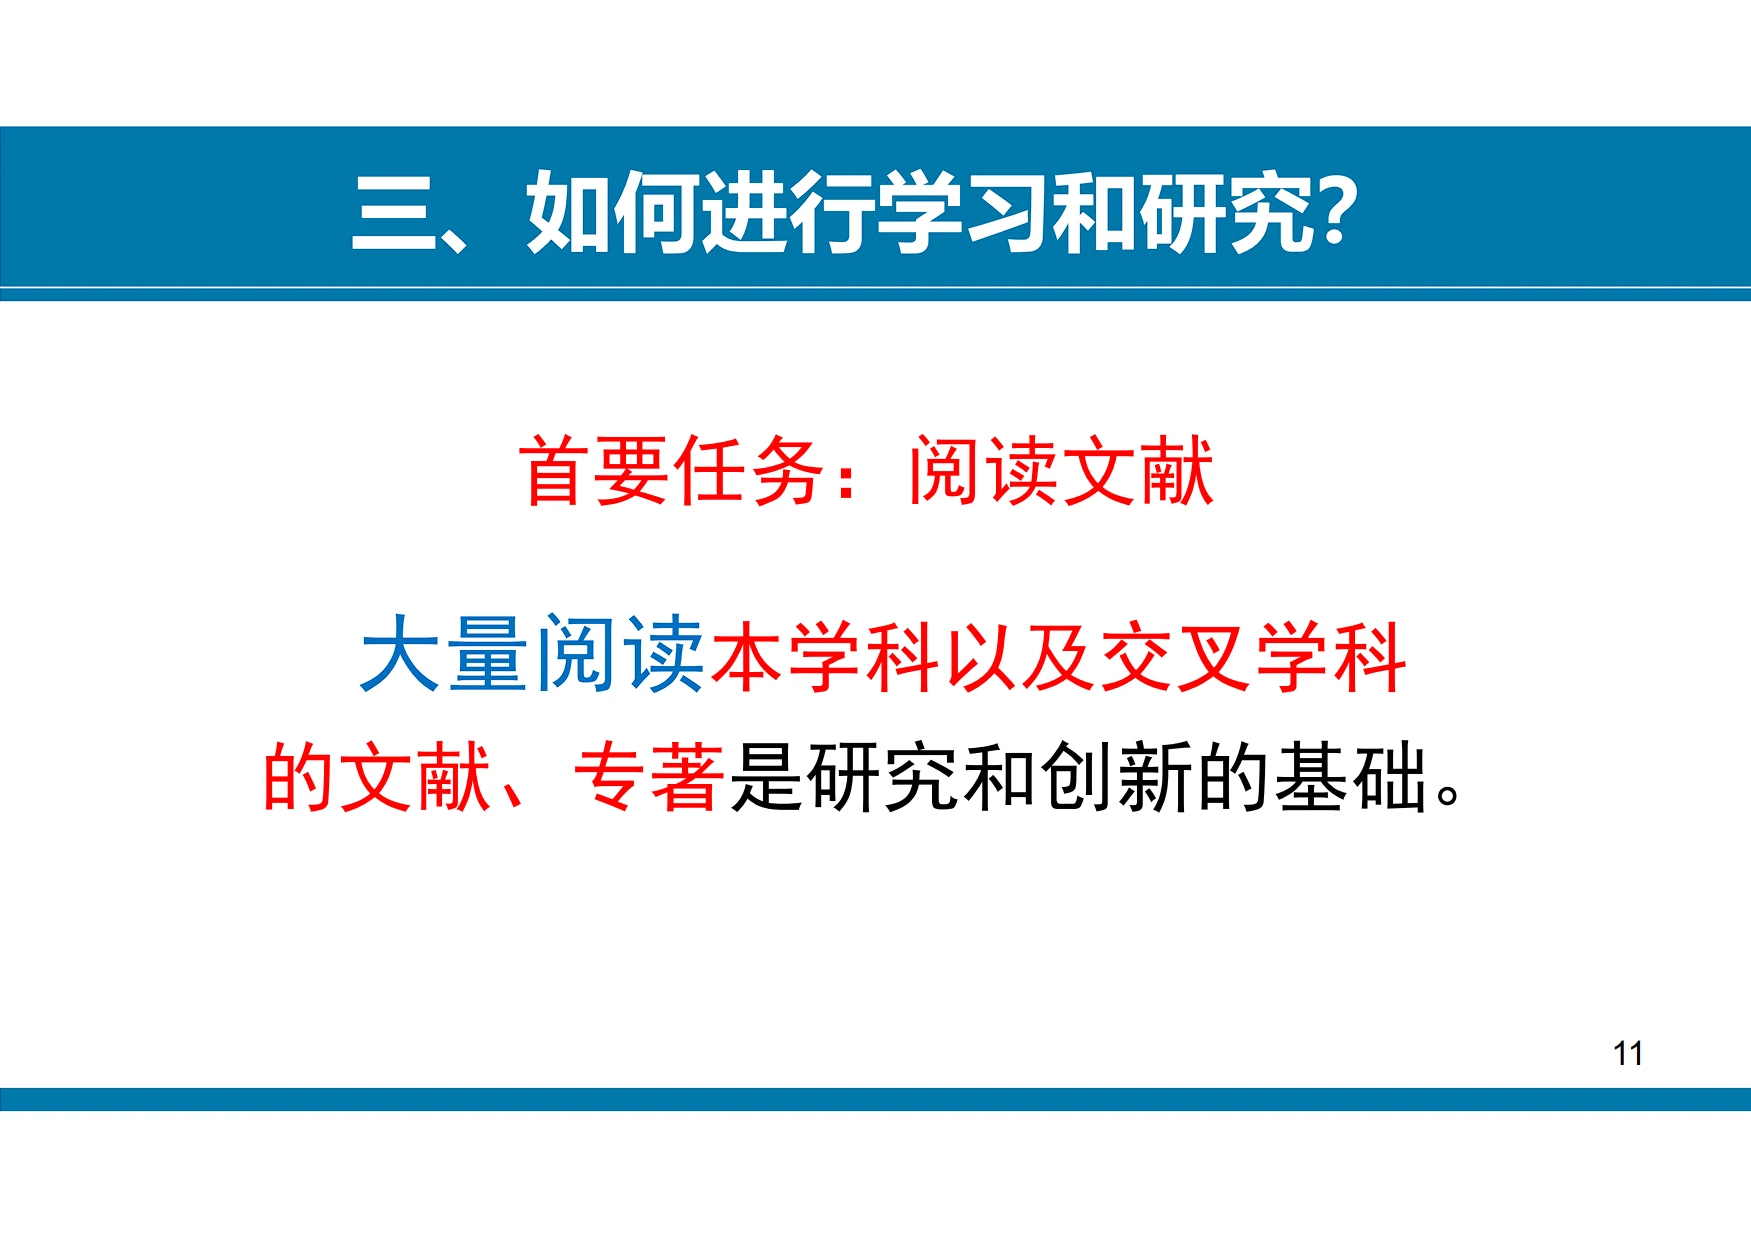 三、如何进行学习和研究？
首要任务：阅读文献
大量阅读本学科以及交叉学科
的文献、专著是研究和创新的基础。
11